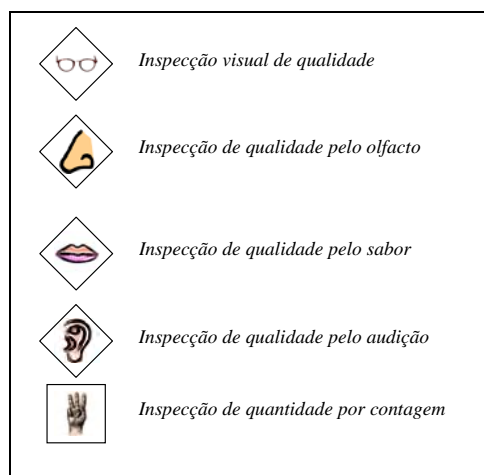 Inspecção visual de qualidade
Inspecção de qualidade pelo olfacto
Inspecção de qualidade pelo sabor
Inspecção de qualidade pelo audição
Inspecção de quantidade por contagem